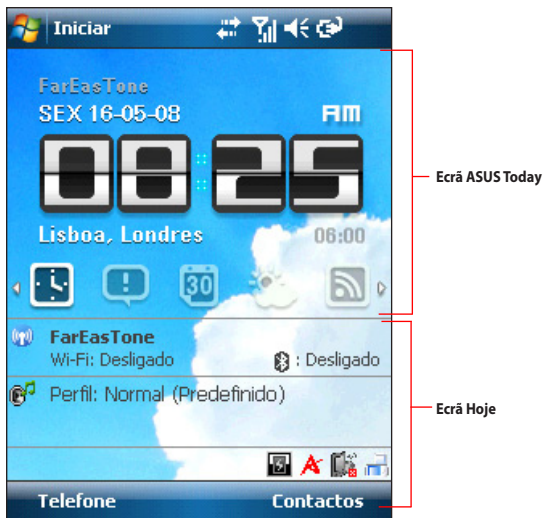 Iniciar
FarEasTone
SEX 16-05-08
AM
00:25
Ecrã ASUS Today
Lisboa, Londres
06:00
30
FarEasTone
Wi-Fi: Desligado
: Desligado
Perfil: Normal (Predefinido)
Ecrã Hoje
Telefone
Contactos